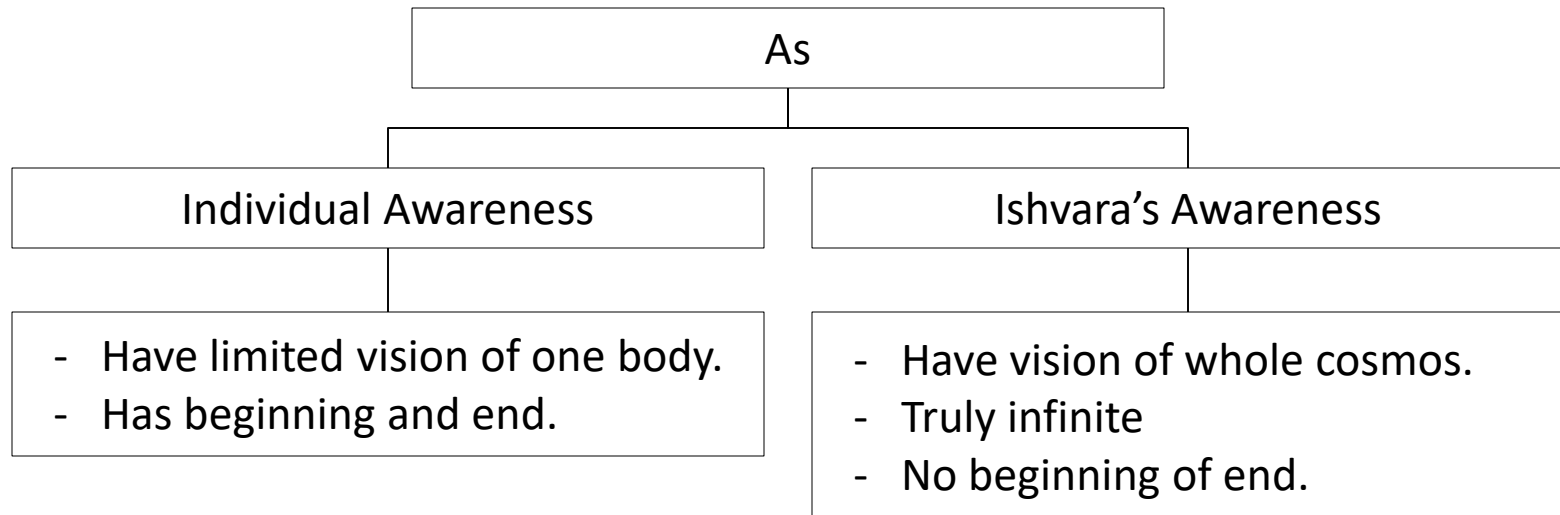 As
Individual Awareness
Ishvara’s Awareness
- Have limited vision of one body.
- Has beginning and end.
- Have vision of whole cosmos.
- Truly infinite
- No beginning of end.